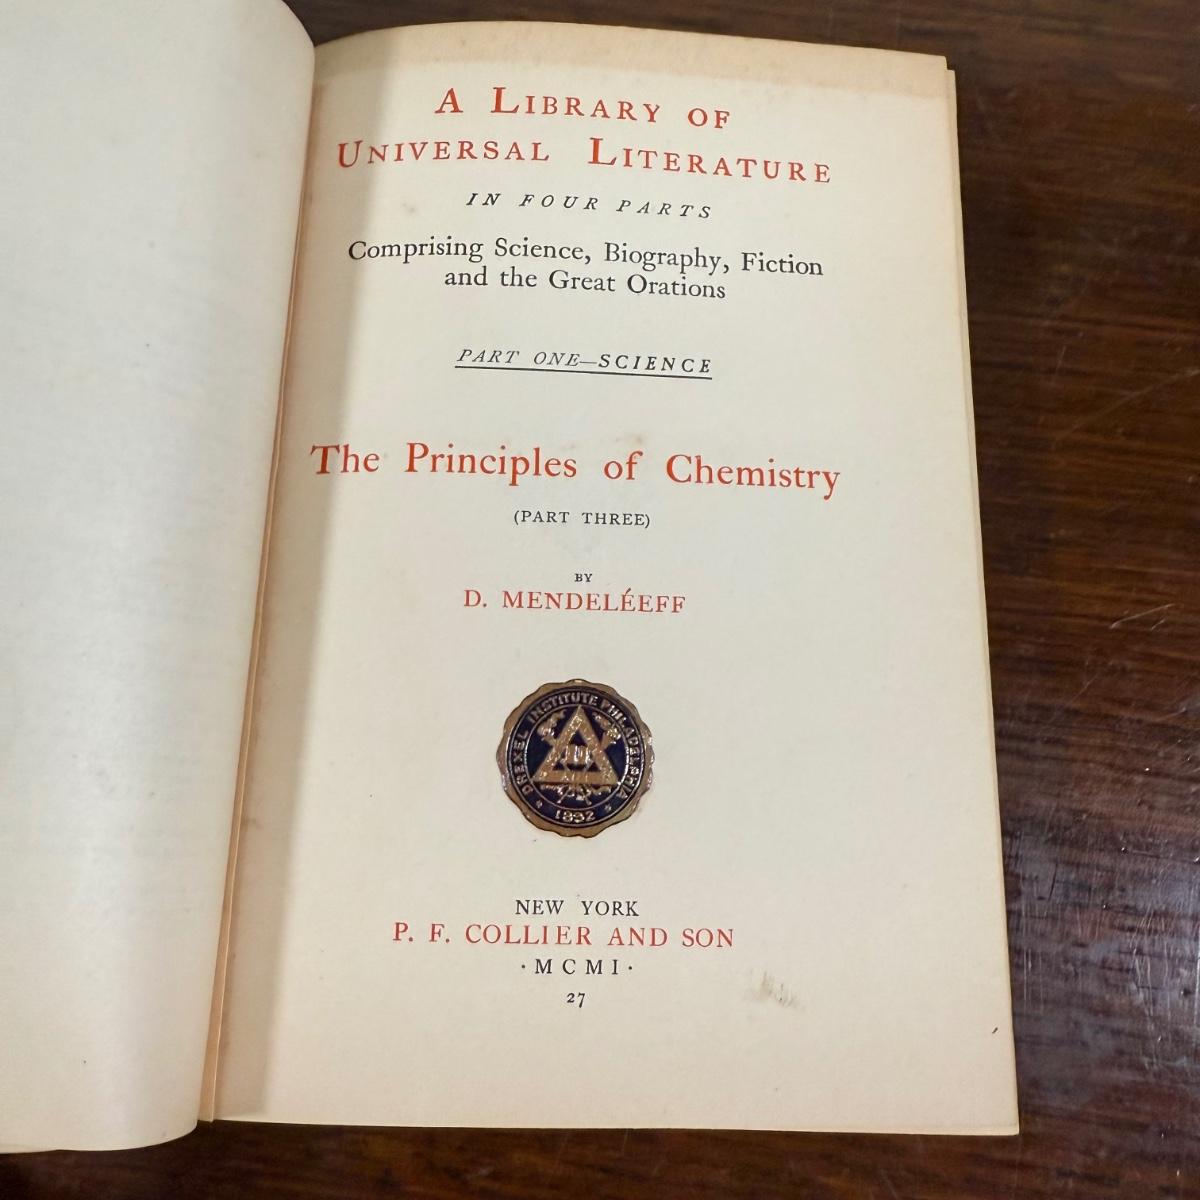 A LIBRARY OF
UNIVERSAL LITERATURE
IN FOUR PARTS
Comprising Science, Biography, Fiction
and the Great Orations
PART ONE—SCIENCE
The Principles of Chemistry
(PART THREE)
BY
D. MENDELÉEFF
DREXEL INSTITUTE PHILADELPHIA
1892
NEW YORK
P. F. COLLIER AND SON
·MCMI·
27